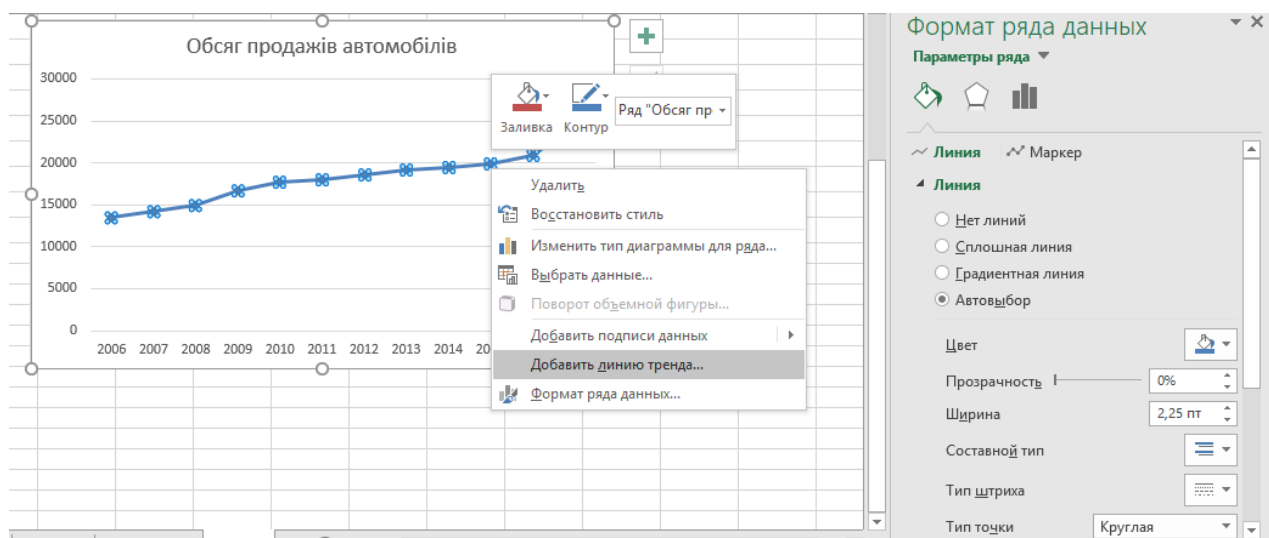 Обсяг продажів автомобілів
30000
25000
20000
15000
10000
5000
0
2006 2007 2008 2009 2010 2011 2012 2013 2014 20
Заливка Контур Ряд "Обсяг пр
Удалить
Восстановить стиль
Изменить тип диаграммы для ряда...
Выбрать данные...
Поворот объемной фигуры...
Добавить подписи данных
Добавить линию тренда...
Формат ряда данных...
Формат ряда данных
Параметры ряда
Линия Маркер
Линия
Нет линий
Сплошная линия
Градиентная линия
Автовыбор
Цвет
Прозрачность 0%
Ширина 2,25 пт
Составной тип
Тип штриха
Тип точки Круглая